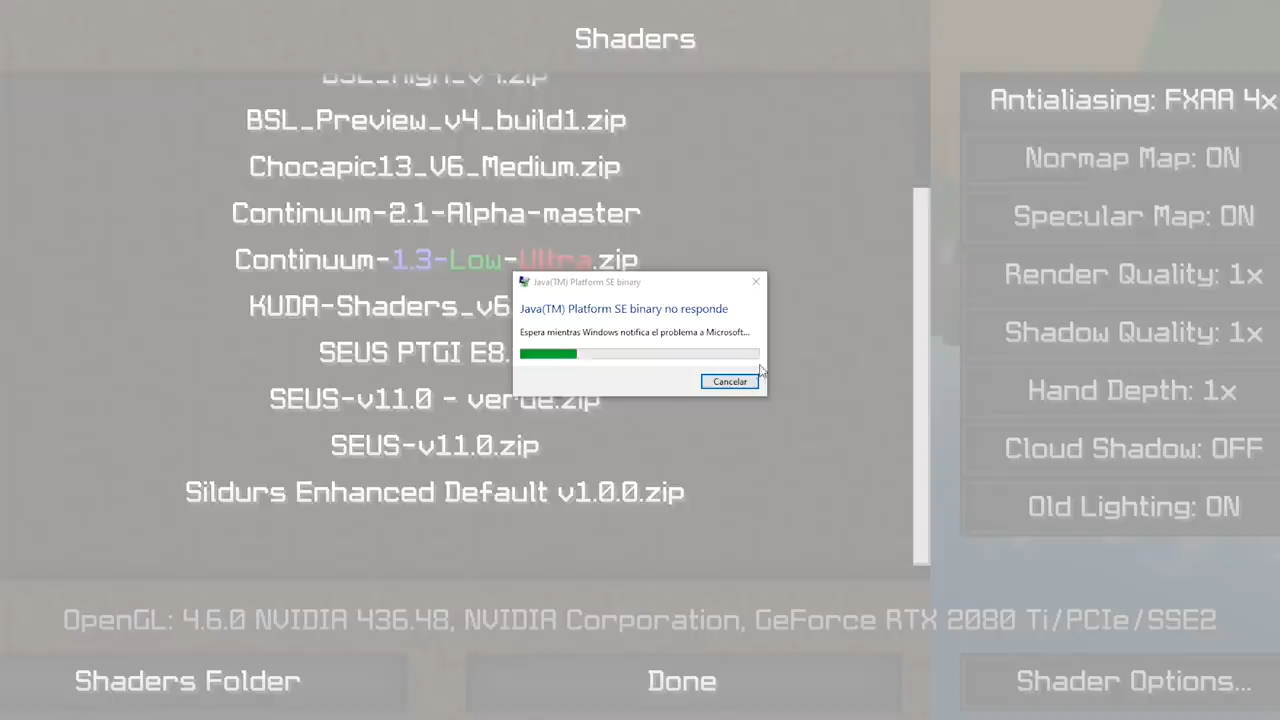 Shaders
BSL_High_v4.zip
BSL_Preview_v4_build1.zip
Chocapic13_V6_Medium.zip
Continuum-2.1-Alpha-master
Continuum-1.3-Low-Ultra.zip
KUDA-Shaders_v6
SEUS PTGI E8.
SEUS-v11.0 - verde.zip
SEUS-v11.0.zip
Sildurs Enhanced Default v1.0.0.zip
Java(TM) Platform SE binary
Java(TM) Platform SE binary no responde
Espera mientras Windows notifica el problema a Microsoft...
Cancelar
Antialiasing: FXAA 4x
Normap Map: ON
Specular Map: ON
Render Quality: 1x
Shadow Quality: 1x
Hand Depth: 1x
Cloud Shadow: OFF
Old Lighting: ON
OpenGL: 4.6.0 NVIDIA 436.48, NVIDIA Corporation, GeForce RTX 2080 Ti/PCIe/SSE2
Shaders Folder
Done
Shader Options...